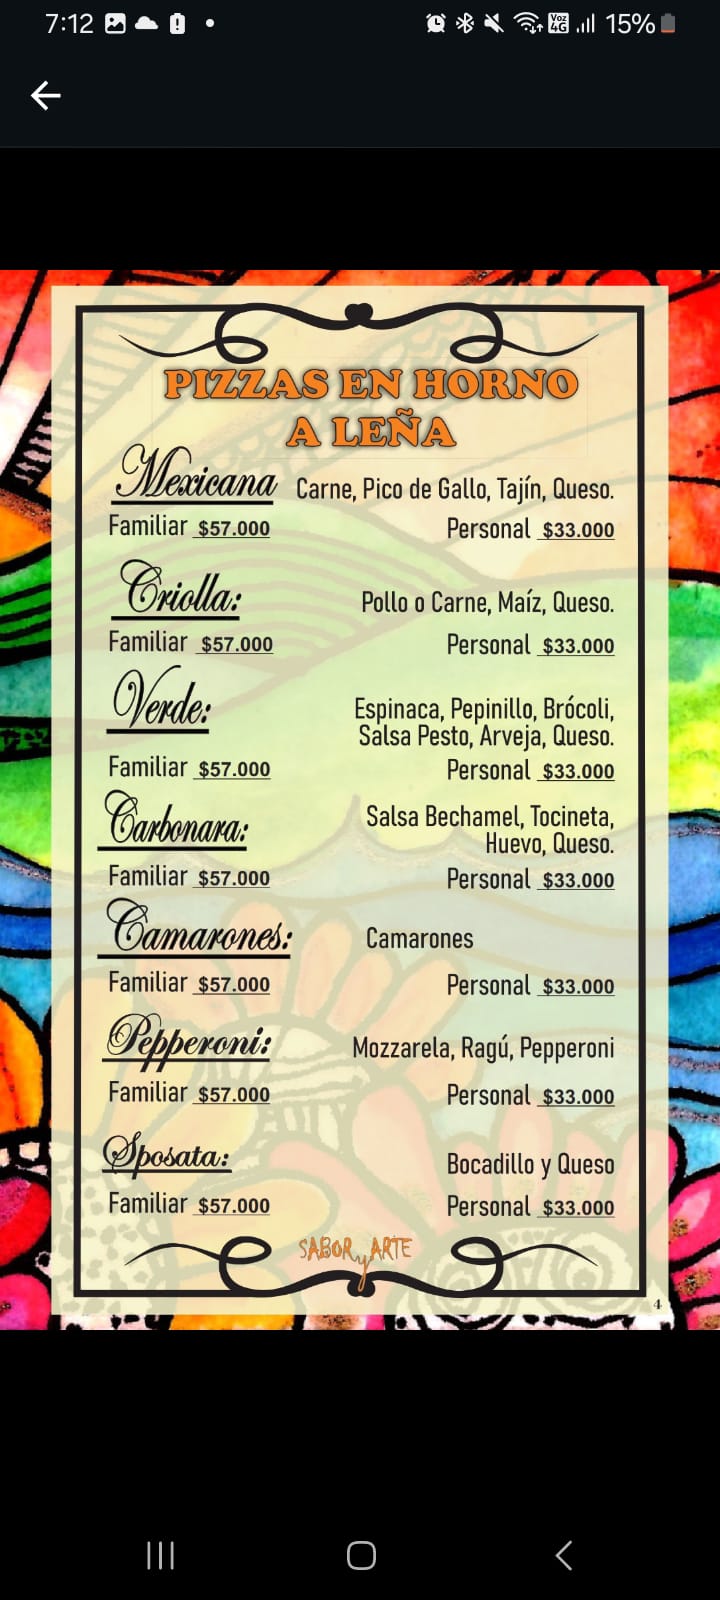 7:12
Voz 4G 15%
PIZZAS EN HORNO
A LEÑA
Mexicana Carne, Pico de Gallo, Tajín, Queso.
Familiar $57.000 Personal $33.000
Criolla: Pollo o Carne, Maíz, Queso.
Familiar $57.000 Personal $33.000
Verde: Espinaca, Pepinillo, Brócoli,
Salsa Pesto, Arveja, Queso.
Familiar $57.000 Personal $33.000
Carbonara: Salsa Bechamel, Tocineta,
Huevo, Queso.
Familiar $57.000 Personal $33.000
Camarones: Camarones
Familiar $57.000 Personal $33.000
Pepperoni: Mozzarela, Ragú, Pepperoni
Familiar $57.000 Personal $33.000
Sposata: Bocadillo y Queso
Familiar $57.000 Personal $33.000
SABOR y ARTE
4